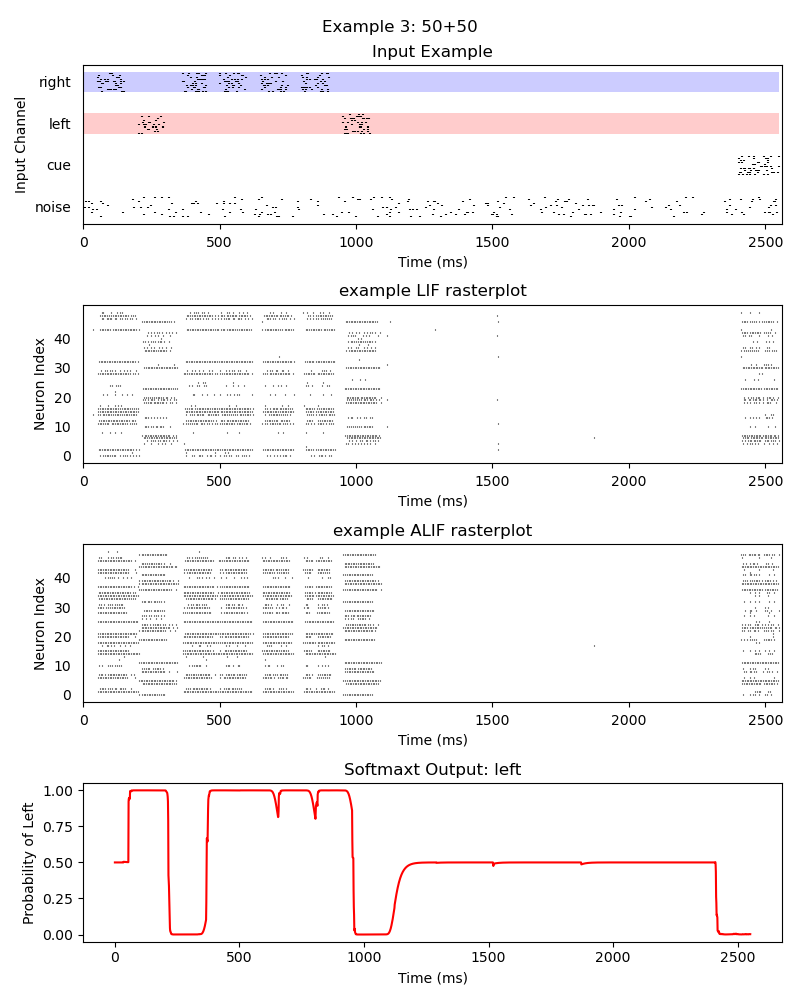 Example 3: 50+50
Input Example
Input Channel
right
left
cue
noise
0 500 1000 1500 2000 2500
Time (ms)
example LIF rasterplot
Neuron Index
40
30
20
10
0
0 500 1000 1500 2000 2500
Time (ms)
example ALIF rasterplot
Neuron Index
40
30
20
10
0
0 500 1000 1500 2000 2500
Time (ms)
Softmaxt Output: left
Probability of Left
1.00
0.75
0.50
0.25
0.00
0 500 1000 1500 2000 2500
Time (ms)